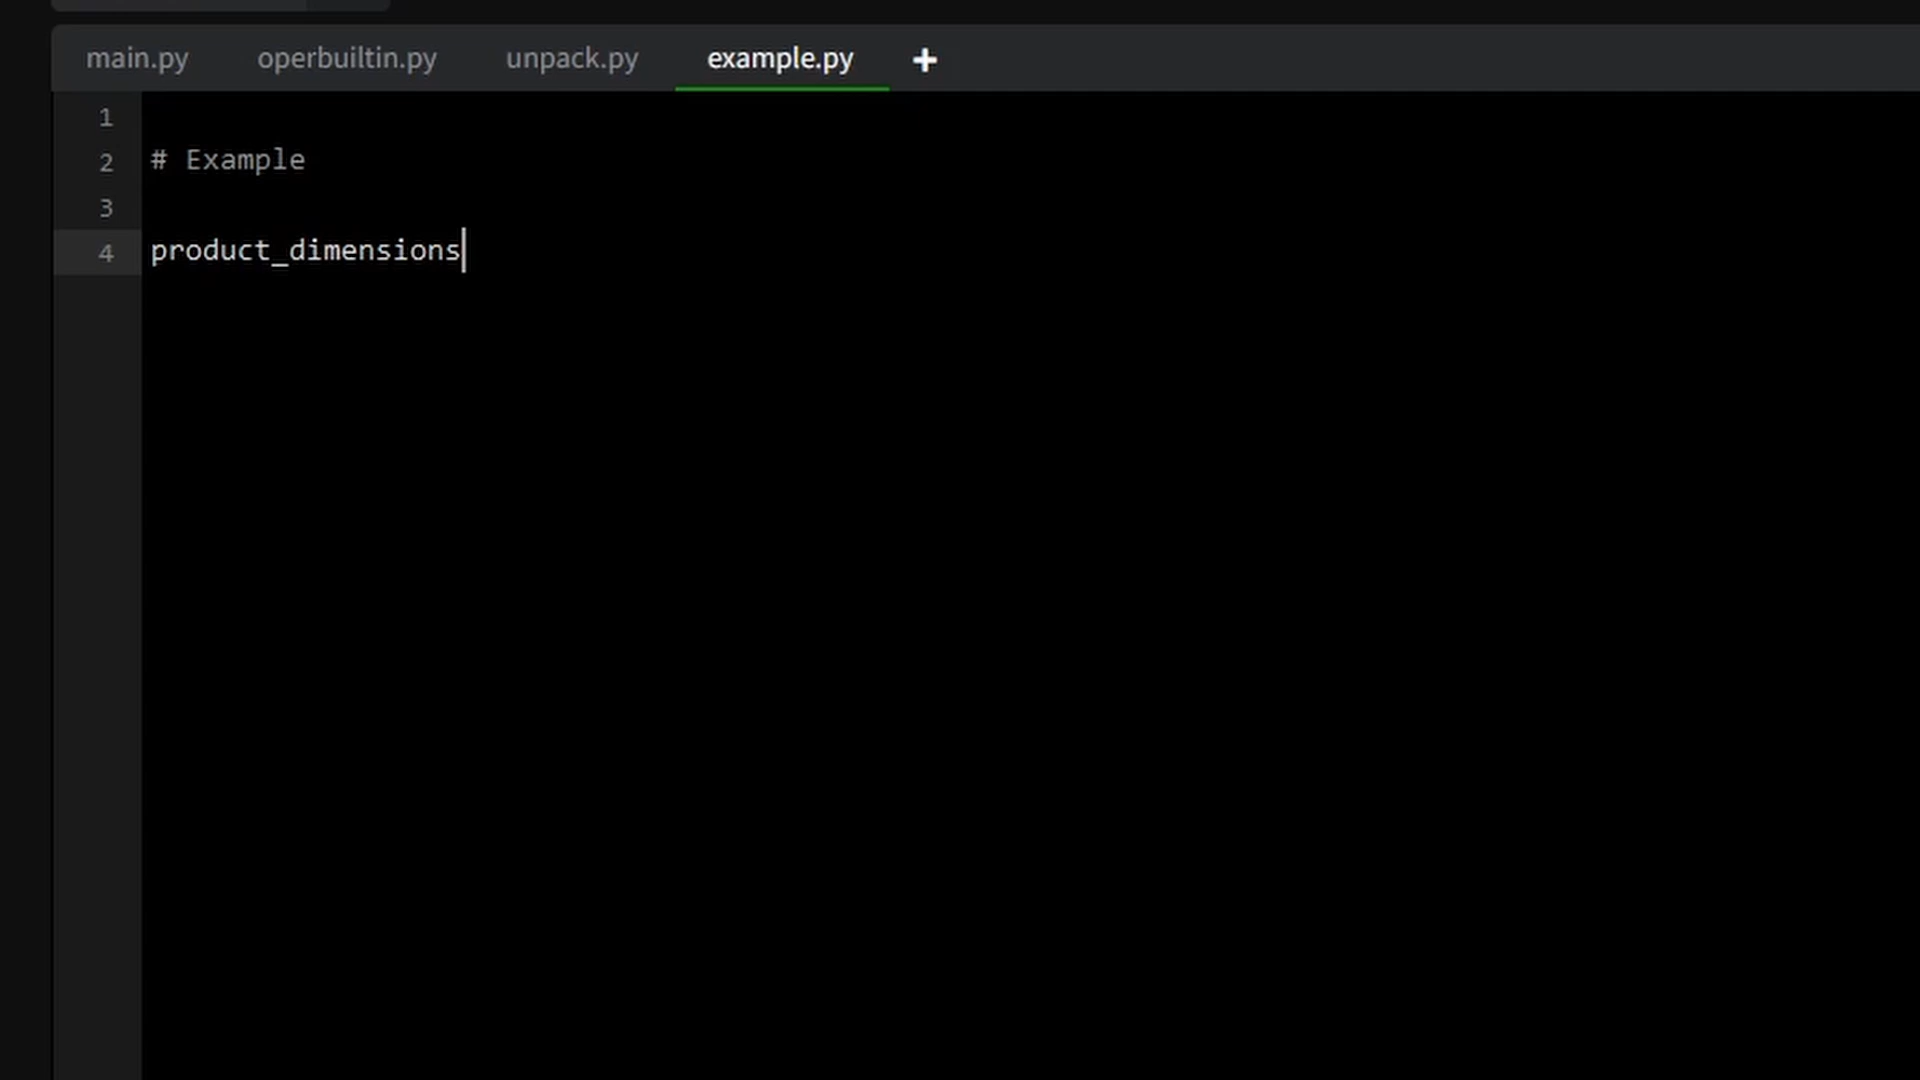 main.py operbuiltin.py unpack.py example.py +
1
2 # Example
3
4 product_dimensions